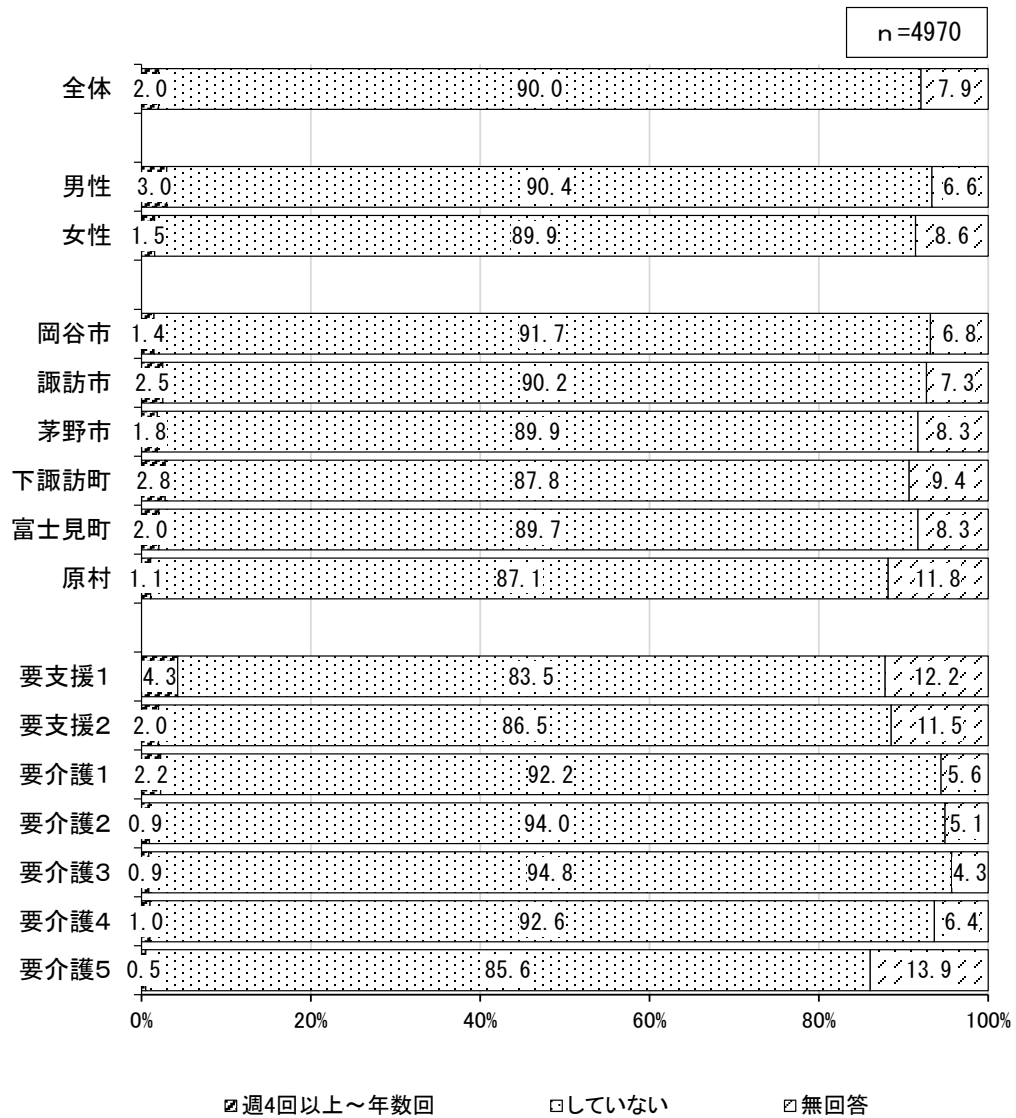 ｎ=4970
全体 2.0 90.0 7.9
男性 3.0 90.4 6.6
女性 1.5 89.9 8.6
岡谷市 1.4 91.7 6.8
諏訪市 2.5 90.2 7.3
茅野市 1.8 89.9 8.3
下諏訪町 2.8 87.8 9.4
富士見町 2.0 89.7 8.3
原村 1.1 87.1 11.8
要支援１ 4.3 83.5 12.2
要支援２ 2.0 86.5 11.5
要介護１ 2.2 92.2 5.6
要介護２ 0.9 94.0 5.1
要介護３ 0.9 94.8 4.3
要介護４ 1.0 92.6 6.4
要介護５ 0.5 85.6 13.9
0% 20% 40% 60% 80% 100%
週4回以上～年数回 していない 無回答